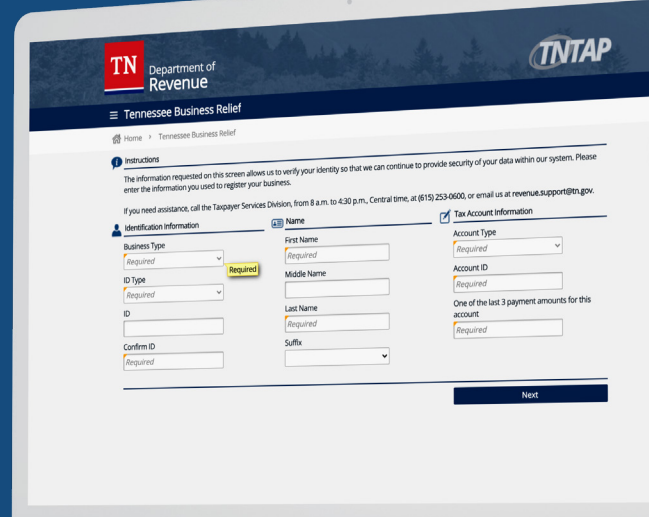 TN
Department of
Revenue
TNTAP
Tennessee Business Relief
Home > Tennessee Business Relief
Instructions
The information requested on this screen allows us to verify your identity so that we can continue to provide security of your data within our system. Please
enter the information you used to register your business.
If you need assistance, call the Taxpayer Services Division, from 8 a.m. to 4:30 p.m., Central time, at (615) 253-0600, or email us at revenue.support@tn.gov.
Identification Information
Business Type
Required
Required
ID Type
Required
ID
Confirm ID
Required
Name
First Name
Required
Middle Name
Last Name
Required
Suffix
Tax Account Information
Account Type
Required
Account ID
Required
One of the last 3 payment amounts for this
account
Required
Next